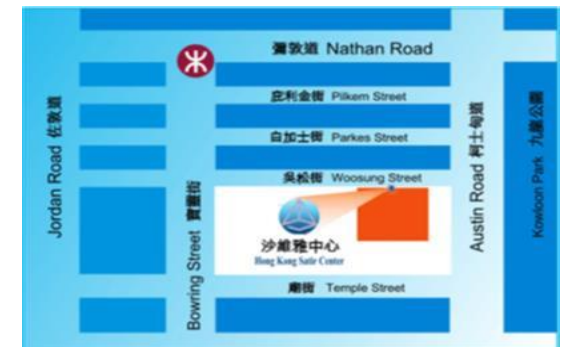 彌敦道 Nathan Road
庇利金街 Pilkem Street
白加士街 Parkes Street
吳松街 Woosung Street
沙維雅中心
Hong Kong Satir Center
廟街 Temple Street
Jordan Road 佐敦道
Bowring Street 寶靈街
Austin Road 柯士甸道
Kowloon Park 九龍公園